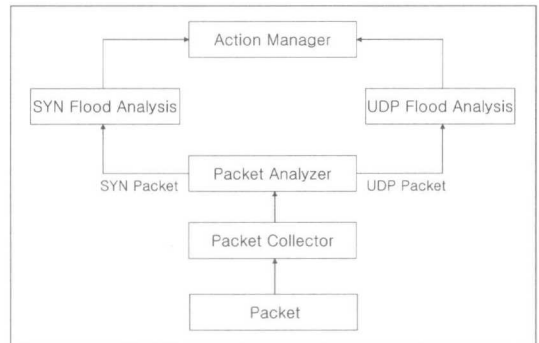 Action Manager
SYN Flood Analysis
UDP Flood Analysis
Packet Analyzer
SYN Packet
UDP Packet
Packet Collector
Packet